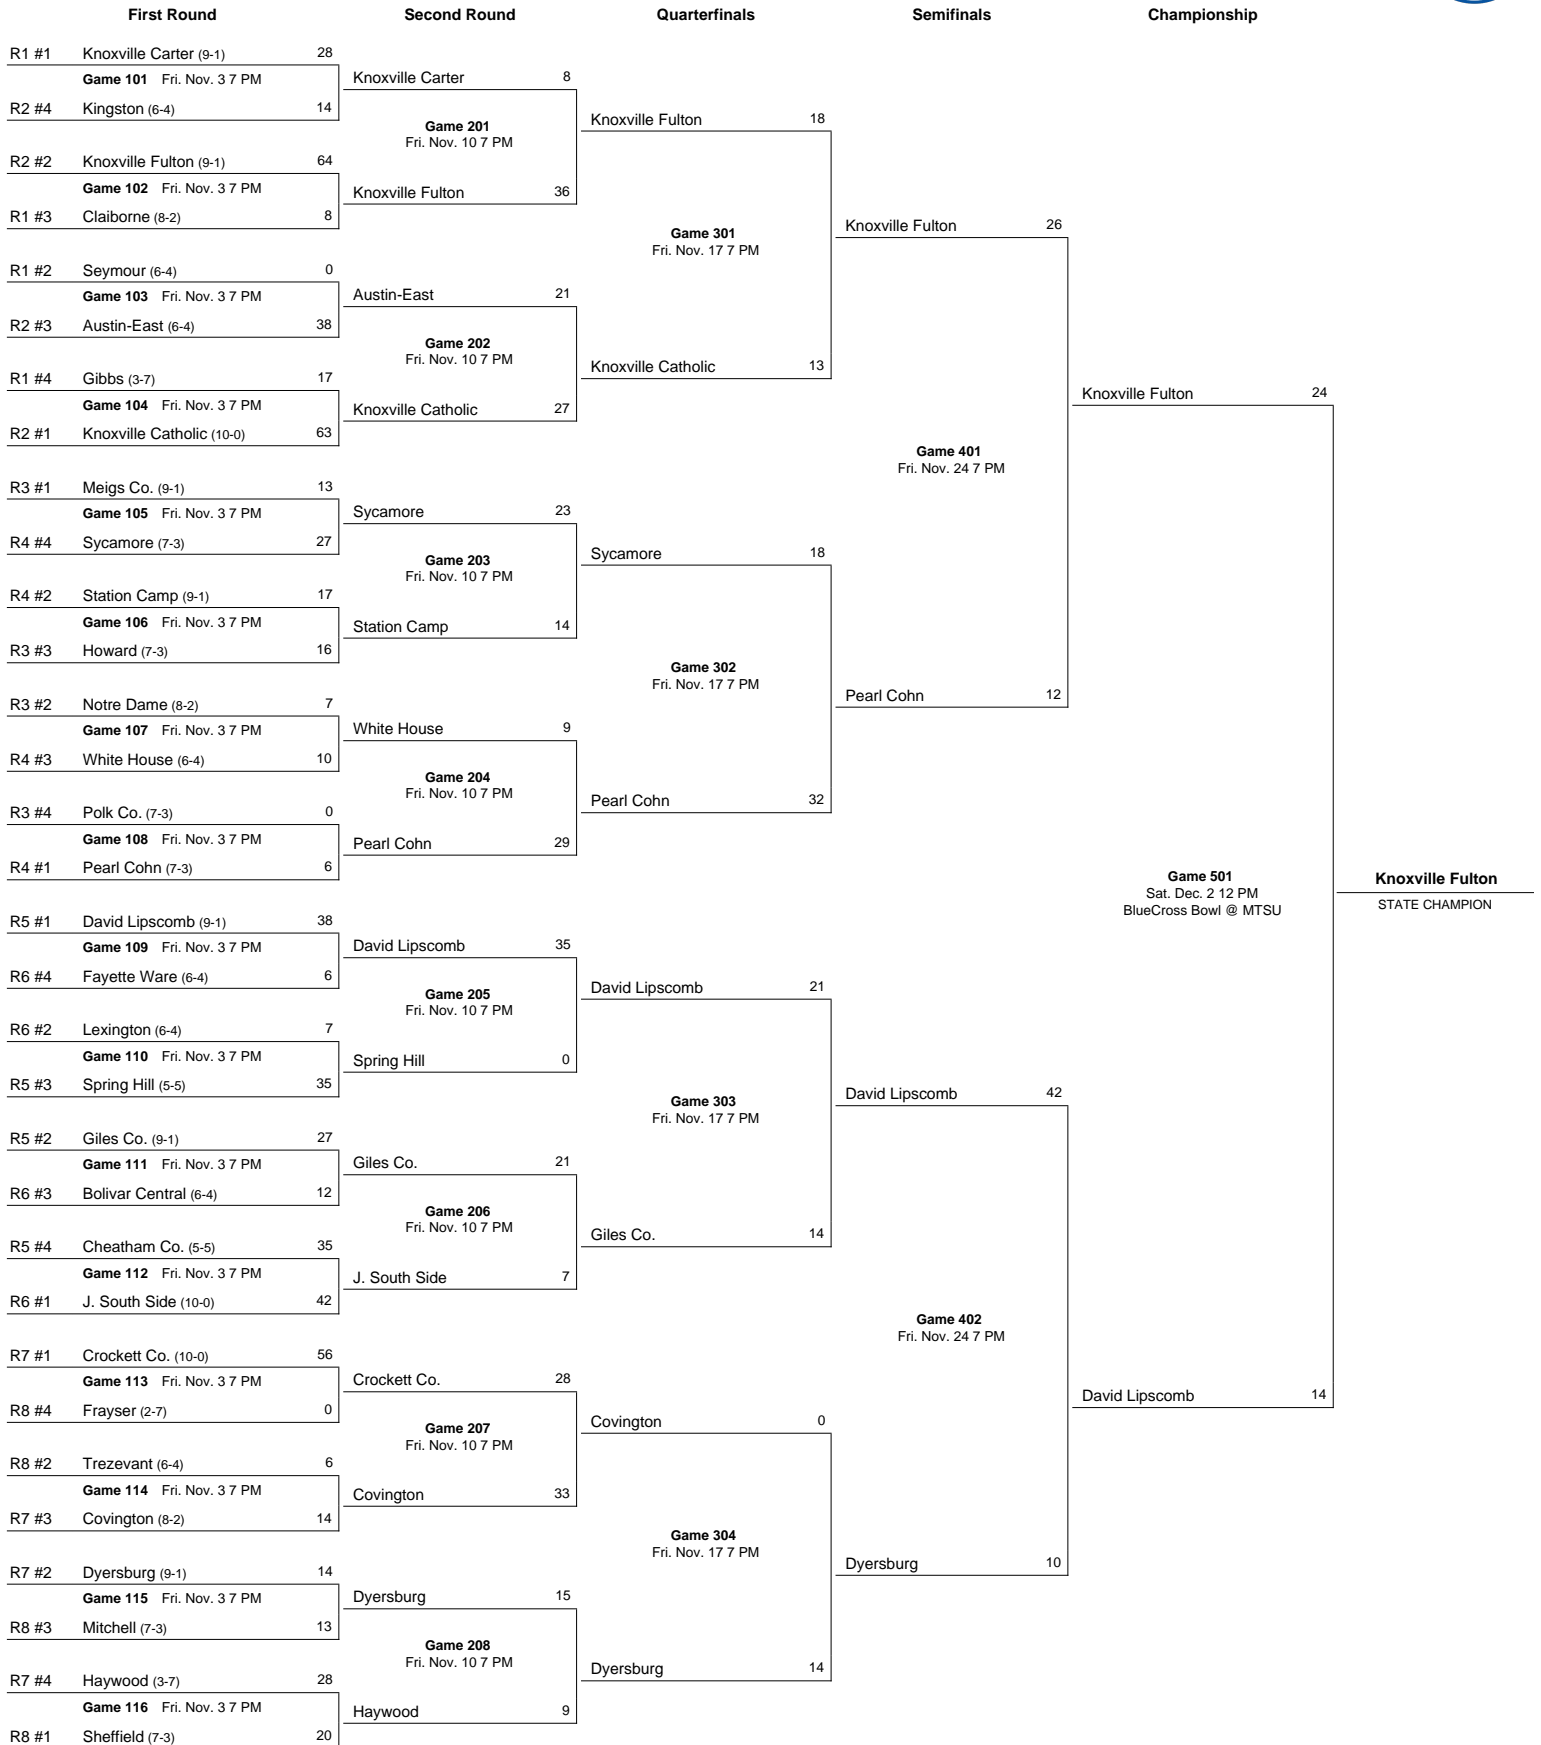 First Round Second Round Quarterfinals Semifinals Championship
R1 #1 Knoxville Carter (9-1) 28
Game 101 Fri. Nov. 3 7 PM
R2 #4 Kingston (6-4) 14
R2 #2 Knoxville Fulton (9-1) 64
Game 102 Fri. Nov. 3 7 PM
R1 #3 Claiborne (8-2) 8
R1 #2 Seymour (6-4) 0
Game 103 Fri. Nov. 3 7 PM
R2 #3 Austin-East (6-4) 38
R1 #4 Gibbs (3-7) 17
Game 104 Fri. Nov. 3 7 PM
R2 #1 Knoxville Catholic (10-0) 63
R3 #1 Meigs Co. (9-1) 13
Game 105 Fri. Nov. 3 7 PM
R4 #4 Sycamore (7-3) 27
R4 #2 Station Camp (9-1) 17
Game 106 Fri. Nov. 3 7 PM
R3 #3 Howard (7-3) 16
R3 #2 Notre Dame (8-2) 7
Game 107 Fri. Nov. 3 7 PM
R4 #3 White House (6-4) 10
R3 #4 Polk Co. (7-3) 0
Game 108 Fri. Nov. 3 7 PM
R4 #1 Pearl Cohn (7-3) 6
R5 #1 David Lipscomb (9-1) 38
Game 109 Fri. Nov. 3 7 PM
R6 #4 Fayette Ware (6-4) 6
R6 #2 Lexington (6-4) 7
Game 110 Fri. Nov. 3 7 PM
R5 #3 Spring Hill (5-5) 35
R5 #2 Giles Co. (9-1) 27
Game 111 Fri. Nov. 3 7 PM
R6 #3 Bolivar Central (6-4) 12
R5 #4 Cheatham Co. (5-5) 35
Game 112 Fri. Nov. 3 7 PM
R6 #1 J. South Side (10-0) 42
R7 #1 Crockett Co. (10-0) 56
Game 113 Fri. Nov. 3 7 PM
R8 #4 Frayser (2-7) 0
R8 #2 Trezevant (6-4) 6
Game 114 Fri. Nov. 3 7 PM
R7 #3 Covington (8-2) 14
R7 #2 Dyersburg (9-1) 14
Game 115 Fri. Nov. 3 7 PM
R8 #3 Mitchell (7-3) 13
R7 #4 Haywood (3-7) 28
Game 116 Fri. Nov. 3 7 PM
R8 #1 Sheffield (7-3) 20
Knoxville Carter 8
Game 201
Fri. Nov. 10 7 PM
Knoxville Fulton 36
Austin-East 21
Game 202
Fri. Nov. 10 7 PM
Knoxville Catholic 27
Sycamore 23
Game 203
Fri. Nov. 10 7 PM
Station Camp 14
White House 9
Game 204
Fri. Nov. 10 7 PM
Pearl Cohn 29
David Lipscomb 35
Game 205
Fri. Nov. 10 7 PM
Spring Hill 0
Giles Co. 21
Game 206
Fri. Nov. 10 7 PM
J. South Side 7
Crockett Co. 28
Game 207
Fri. Nov. 10 7 PM
Covington 33
Dyersburg 15
Game 208
Fri. Nov. 10 7 PM
Haywood 9
Knoxville Fulton 18
Game 301
Fri. Nov. 17 7 PM
Knoxville Catholic 13
Sycamore 18
Game 302
Fri. Nov. 17 7 PM
Pearl Cohn 32
David Lipscomb 21
Game 303
Fri. Nov. 17 7 PM
Giles Co. 14
Covington 0
Game 304
Fri. Nov. 17 7 PM
Dyersburg 14
Knoxville Fulton 26
Game 401
Fri. Nov. 24 7 PM
Pearl Cohn 12
David Lipscomb 42
Game 402
Fri. Nov. 24 7 PM
Dyersburg 10
Knoxville Fulton 24
Game 501
Sat. Dec. 2 12 PM
BlueCross Bowl @ MTSU
David Lipscomb 14
Knoxville Fulton
STATE CHAMPION